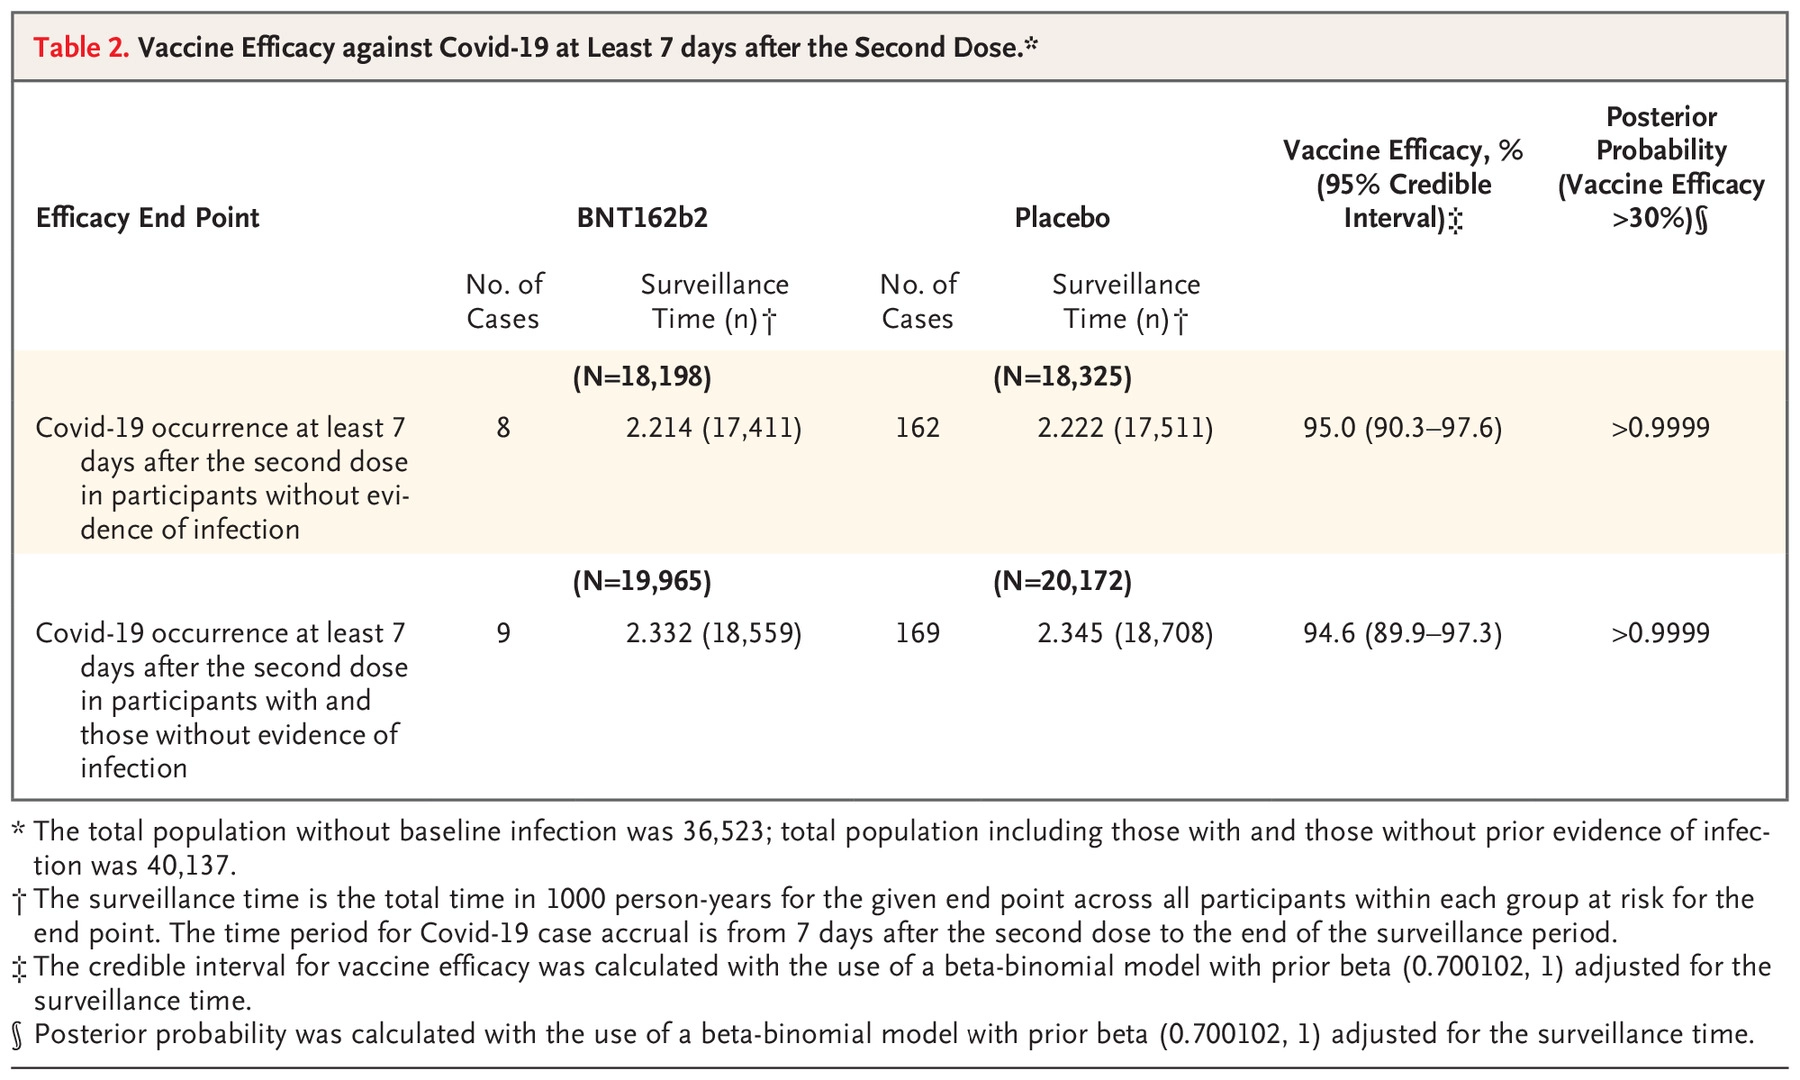 Table 2. Vaccine Efficacy against Covid-19 at Least 7 days after the Second Dose.*
Efficacy End Point
BNT162b2
Placebo
Vaccine Efficacy, %
(95% Credible
Interval)‡
Posterior
Probability
(Vaccine Efficacy
>30%)§
No. of
Cases
Surveillance
Time (n)†
No. of
Cases
Surveillance
Time (n)†
(N=18,198)
(N=18,325)
Covid-19 occurrence at least 7
days after the second dose
in participants without evi-
dence of infection
8
2.214 (17,411)
162
2.222 (17,511)
95.0 (90.3–97.6)
>0.9999
(N=19,965)
(N=20,172)
Covid-19 occurrence at least 7
days after the second dose
in participants with and
those without evidence of
infection
9
2.332 (18,559)
169
2.345 (18,708)
94.6 (89.9–97.3)
>0.9999
* The total population without baseline infection was 36,523; total population including those with and those without prior evidence of infec-
tion was 40,137.
† The surveillance time is the total time in 1000 person-years for the given end point across all participants within each group at risk for the
end point. The time period for Covid-19 case accrual is from 7 days after the second dose to the end of the surveillance period.
‡ The credible interval for vaccine efficacy was calculated with the use of a beta-binomial model with prior beta (0.700102, 1) adjusted for the
surveillance time.
§ Posterior probability was calculated with the use of a beta-binomial model with prior beta (0.700102, 1) adjusted for the surveillance time.